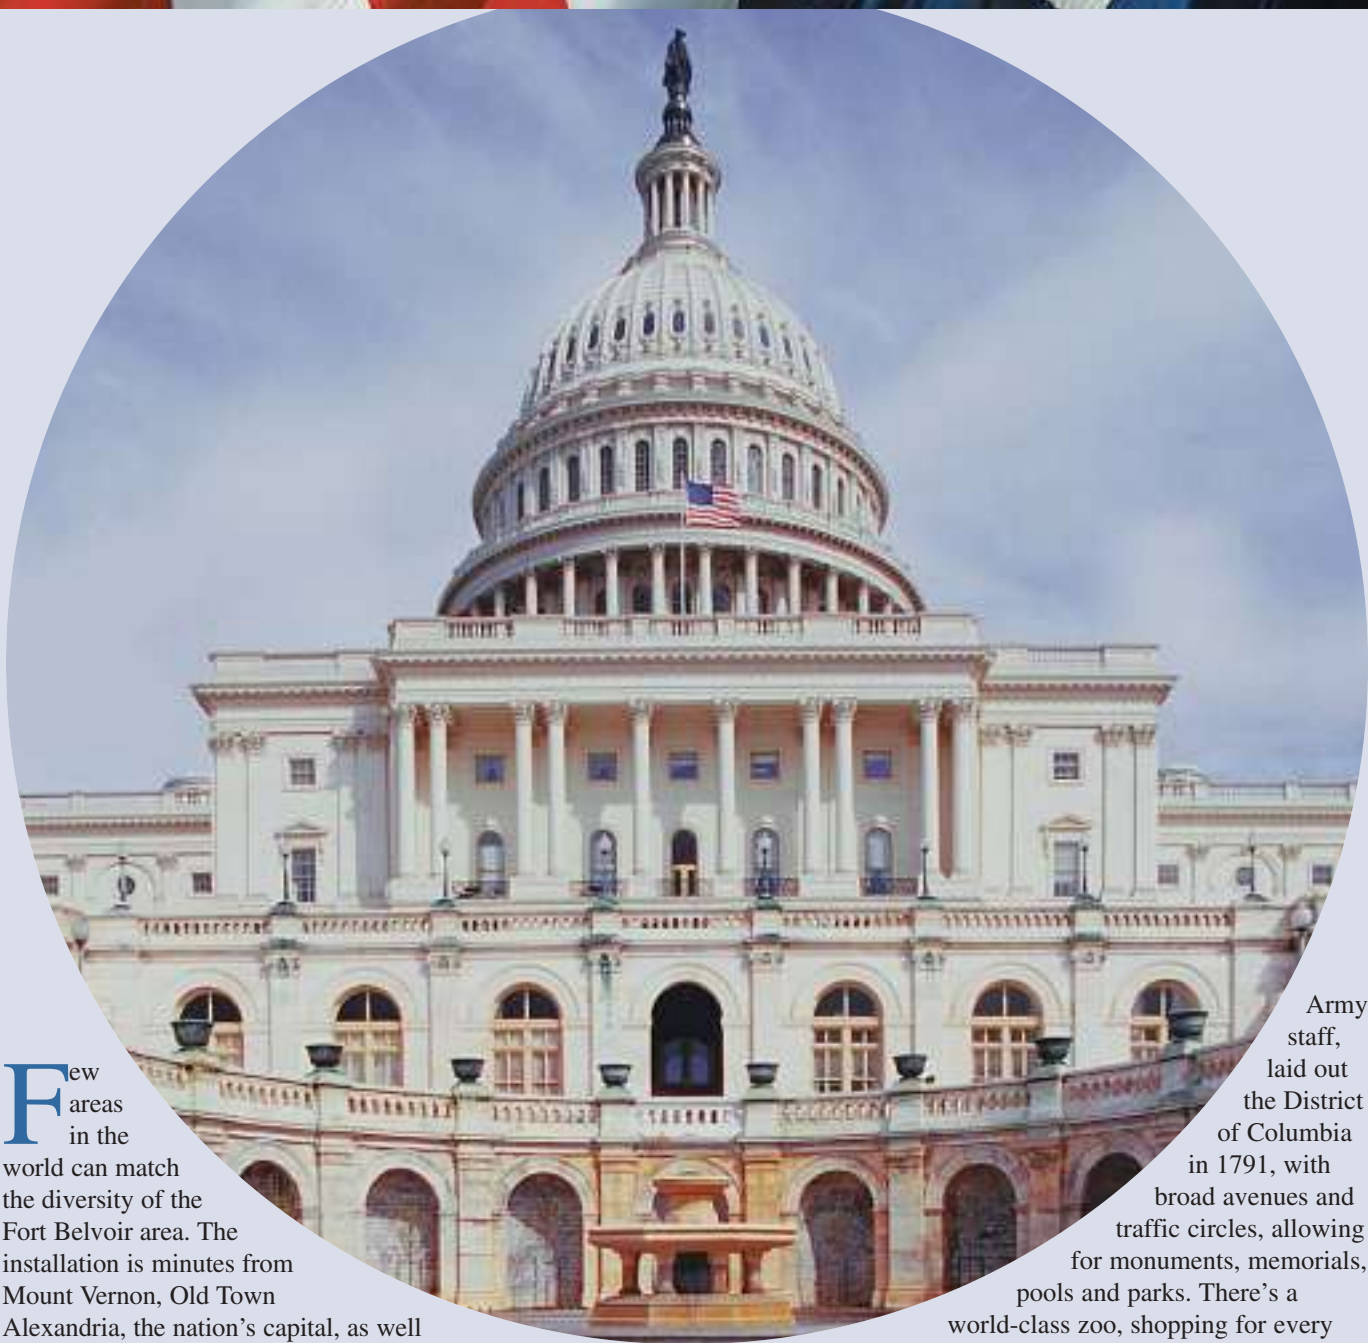 Few
areas
in the
world can match
the diversity of the
Fort Belvoir area. The
installation is minutes from
Mount Vernon, Old Town
Alexandria, the nation’s capital, as well
Army
staff,
laid out
the District
of Columbia
in 1791, with
broad avenues and
traffic circles, allowing
for monuments, memorials,
pools and parks. There’s a
world-class zoo, shopping for every